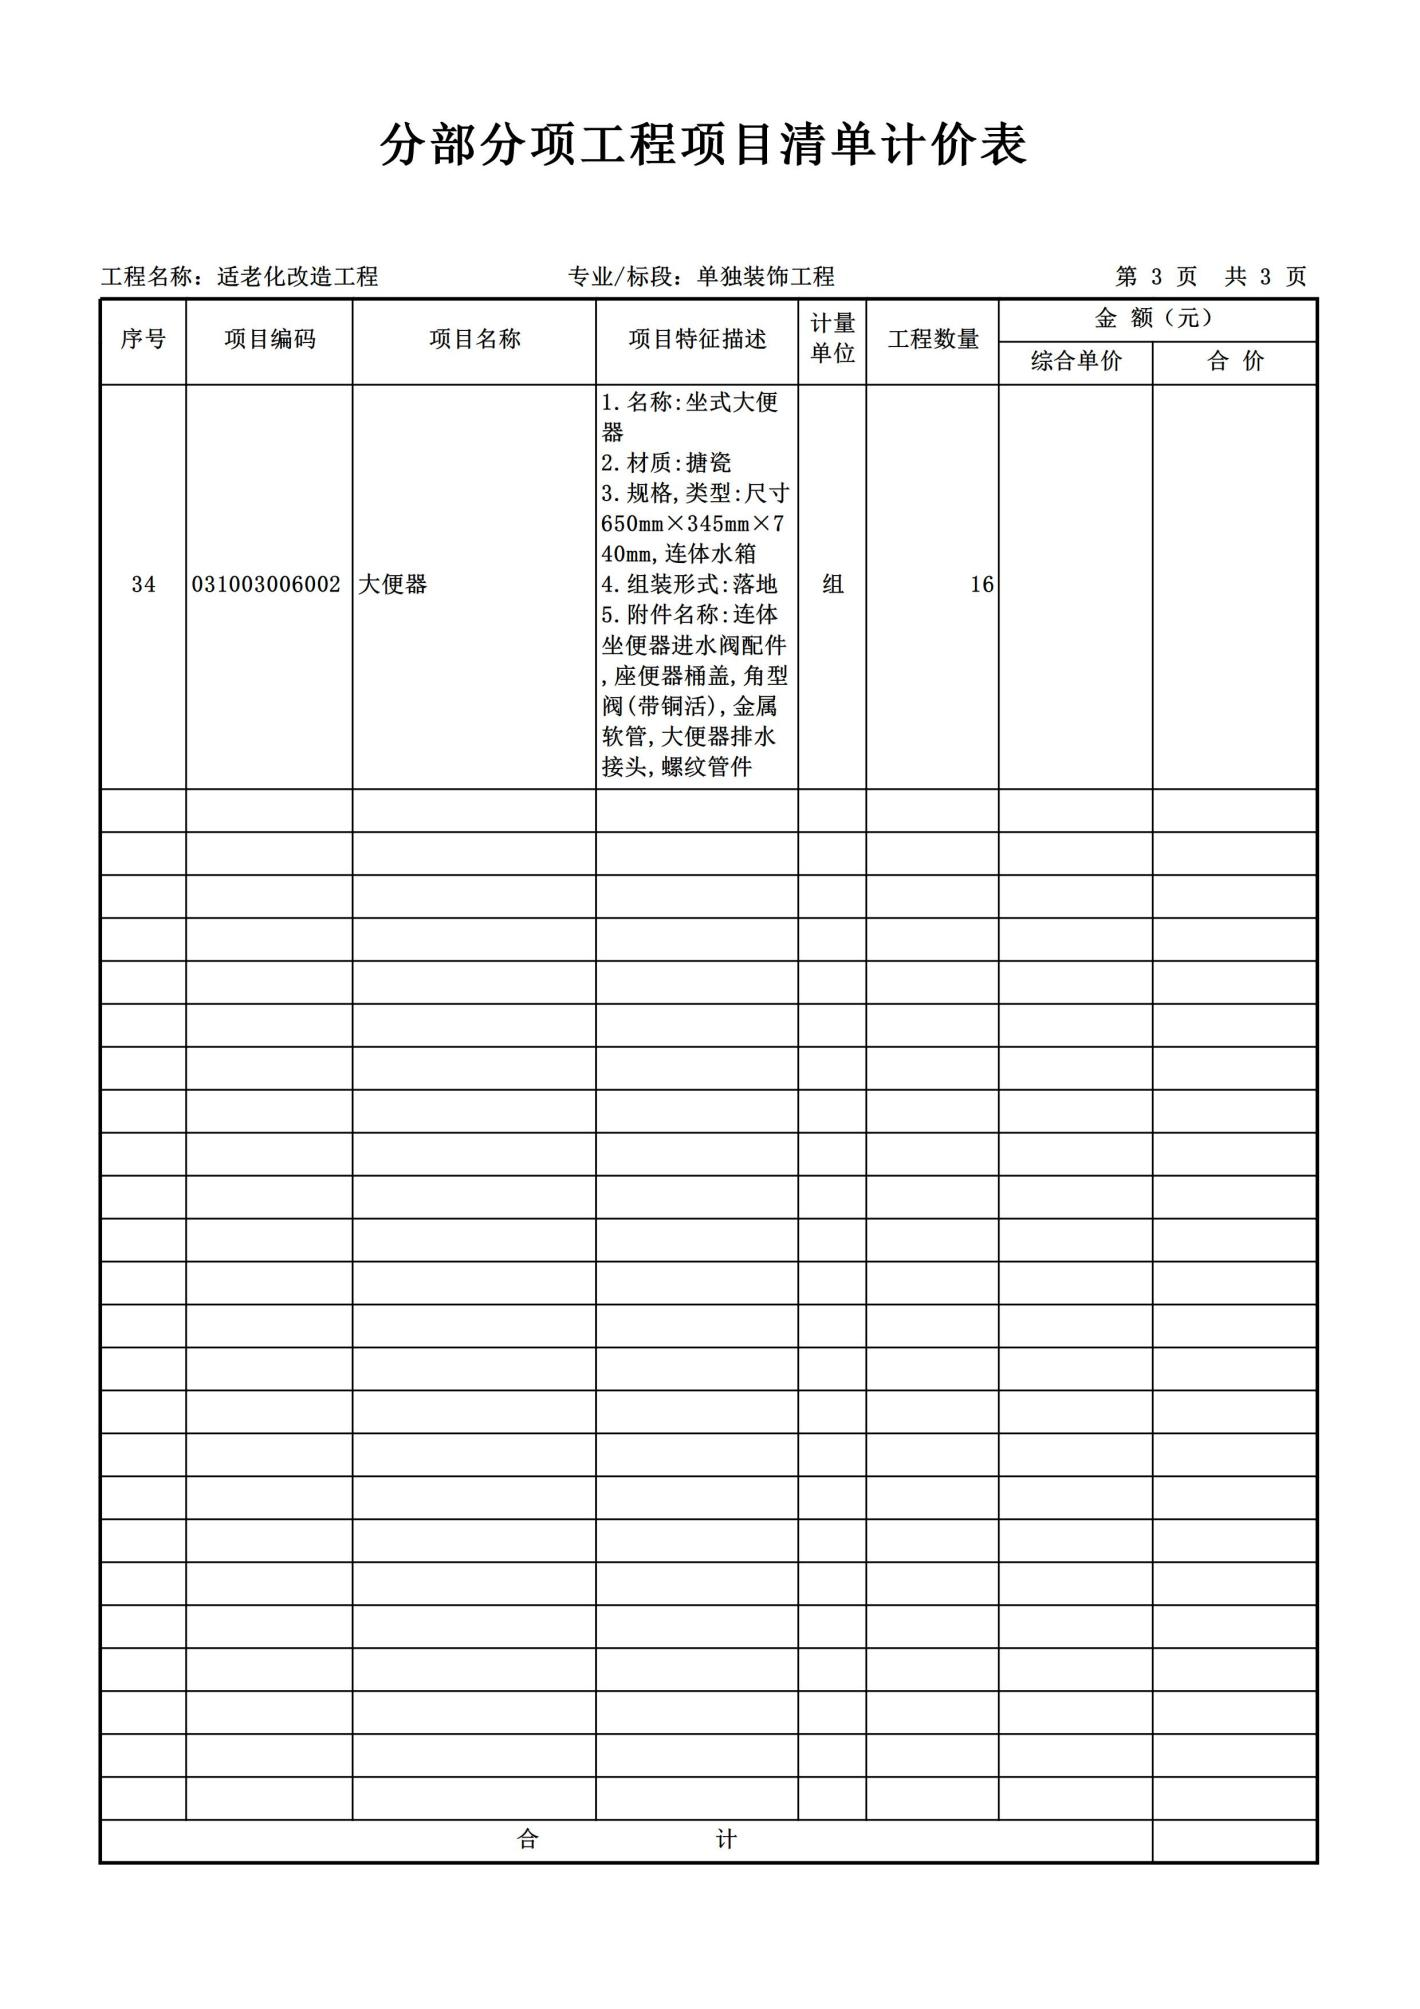 分部分项工程项目清单计价表
工程名称：适老化改造工程 专业/标段：单独装饰工程 第 3 页 共 3 页
序号 项目编码 项目名称 项目特征描述 计量单位 工程数量 金 额（元）
综合单价 合 价
34 031003006002 大便器
1.名称:坐式大便
器
2.材质:搪瓷
3.规格,类型:尺寸
650mm×345mm×7
40mm,连体水箱
4.组装形式:落地
5.附件名称:连体
坐便器进水阀配件
,座便器桶盖,角型
阀(带铜活),金属
软管,大便器排水
接头,螺纹管件
组 16
合 计